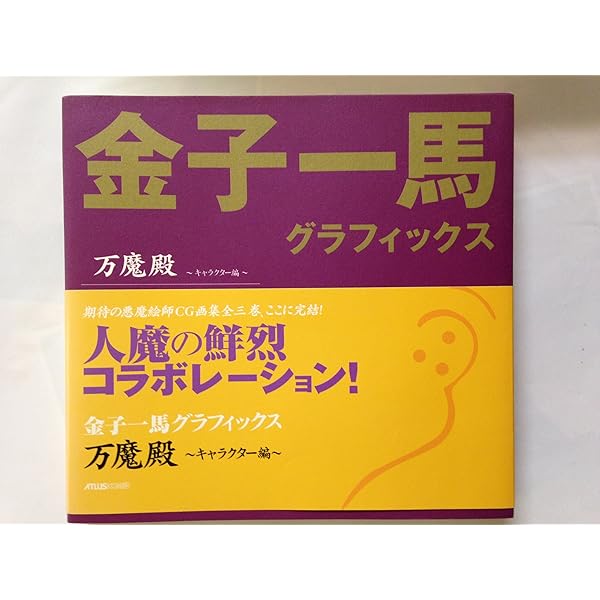 金子一馬
グラフィックス
万魔殿 ～キャラクター編～
期待の悪魔絵師CG画集全三巻、ここに完結!
人魔の鮮烈
コラボレーション!
金子一馬グラフィックス
万魔殿 ～キャラクター編～
ATLUS